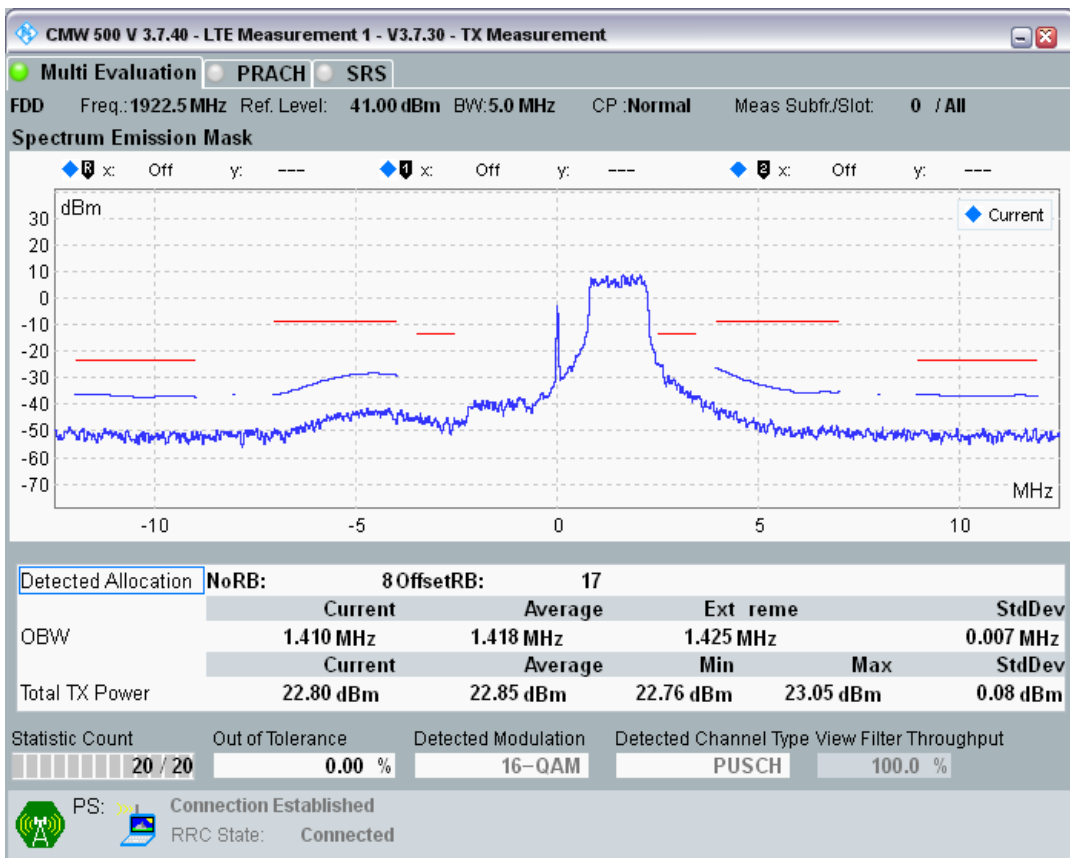 CMW 500 V 3.7.40 - LTE Measurement 1 - V3.7.30 - TX Measurement
Multi Evaluation PRACH SRS
FDD Freq.: 1922.5 MHz Ref. Level: 41.00 dBm BW: 5.0 MHz CP : Normal Meas Subfr./Slot: 0 / All
Spectrum Emission Mask
R x: Off y: --- 1 x: Off y: --- 2 x: Off y: ---
dBm
Current
30
20
10
0
-10
-20
-30
-40
-50
-60
-70
MHz
-10 -5 0 5 10
Detected Allocation NoRB: 8 OffsetRB: 17
Current Average Ext reme StdDev
OBW 1.410 MHz 1.418 MHz 1.425 MHz 0.007 MHz
Current Average Min Max StdDev
Total TX Power 22.80 dBm 22.85 dBm 22.76 dBm 23.05 dBm 0.08 dBm
Statistic Count Out of Tolerance Detected Modulation Detected Channel Type View Filter Throughput
20 / 20 0.00 % 16-QAM PUSCH 100.0 %
PS: Connection Established
RRC State: Connected